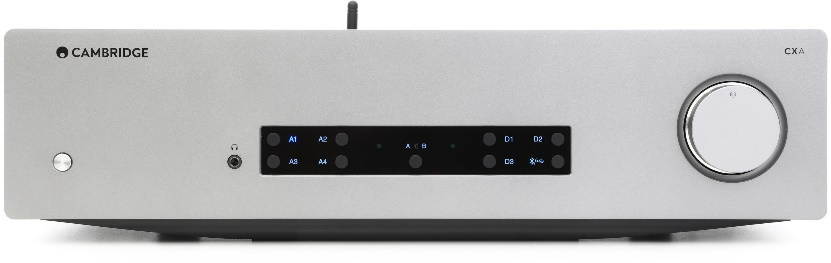 CAMBRIDGE
CXA
A1 A2 A B D1 D2
A3 A4 D3